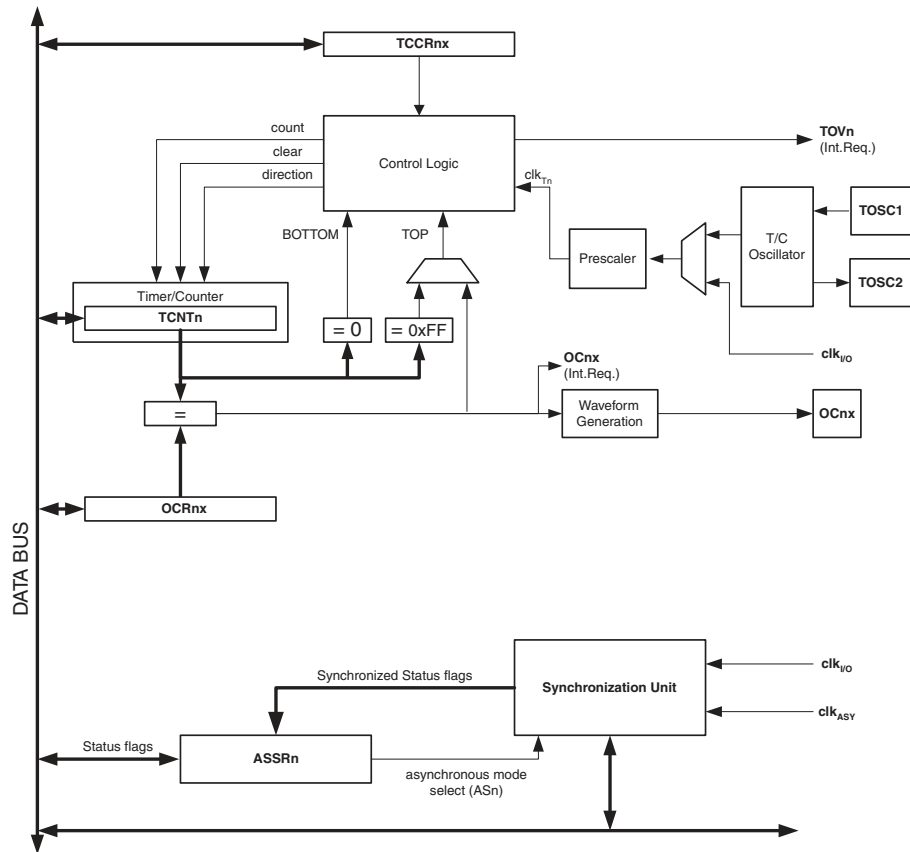 TCCRnx
count
clear
direction
Control Logic
TOVn
(Int.Req.)
clkTn
BOTTOM
TOP
TOSC1
T/C
Oscillator
Prescaler
TOSC2
Timer/Counter
TCNTn
= 0
= 0xFF
clkI/O
OCnx
(Int.Req.)
=
Waveform
Generation
OCnx
OCRnx
DATA BUS
Synchronized Status flags
Synchronization Unit
clkI/O
clkASY
Status flags
ASSRn
asynchronous mode
select (ASn)